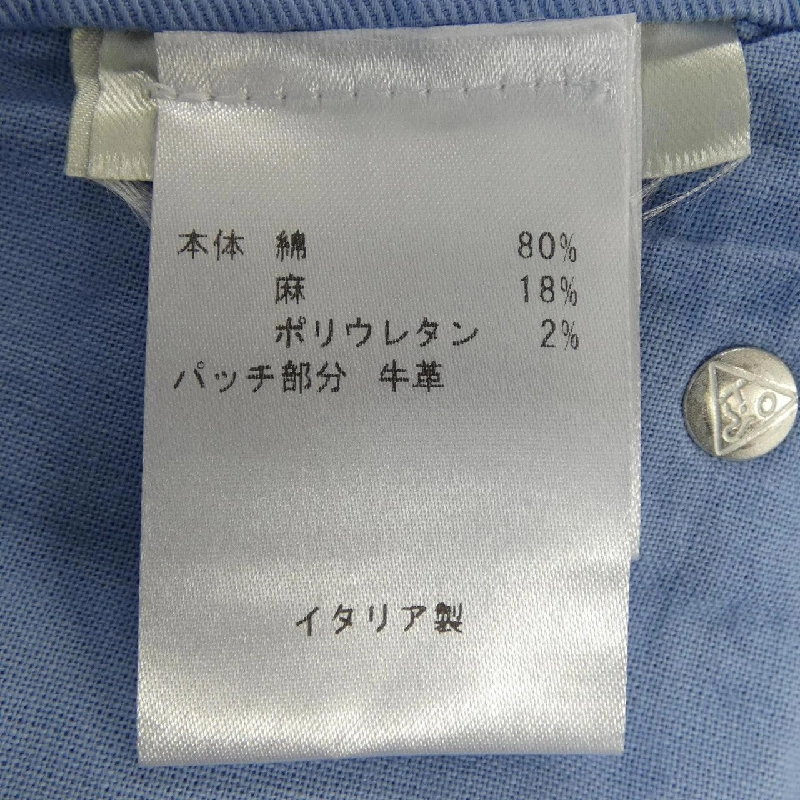 本体 綿 80%
麻 18%
ポリウレタン 2%
パッチ部分 牛革
イタリア製